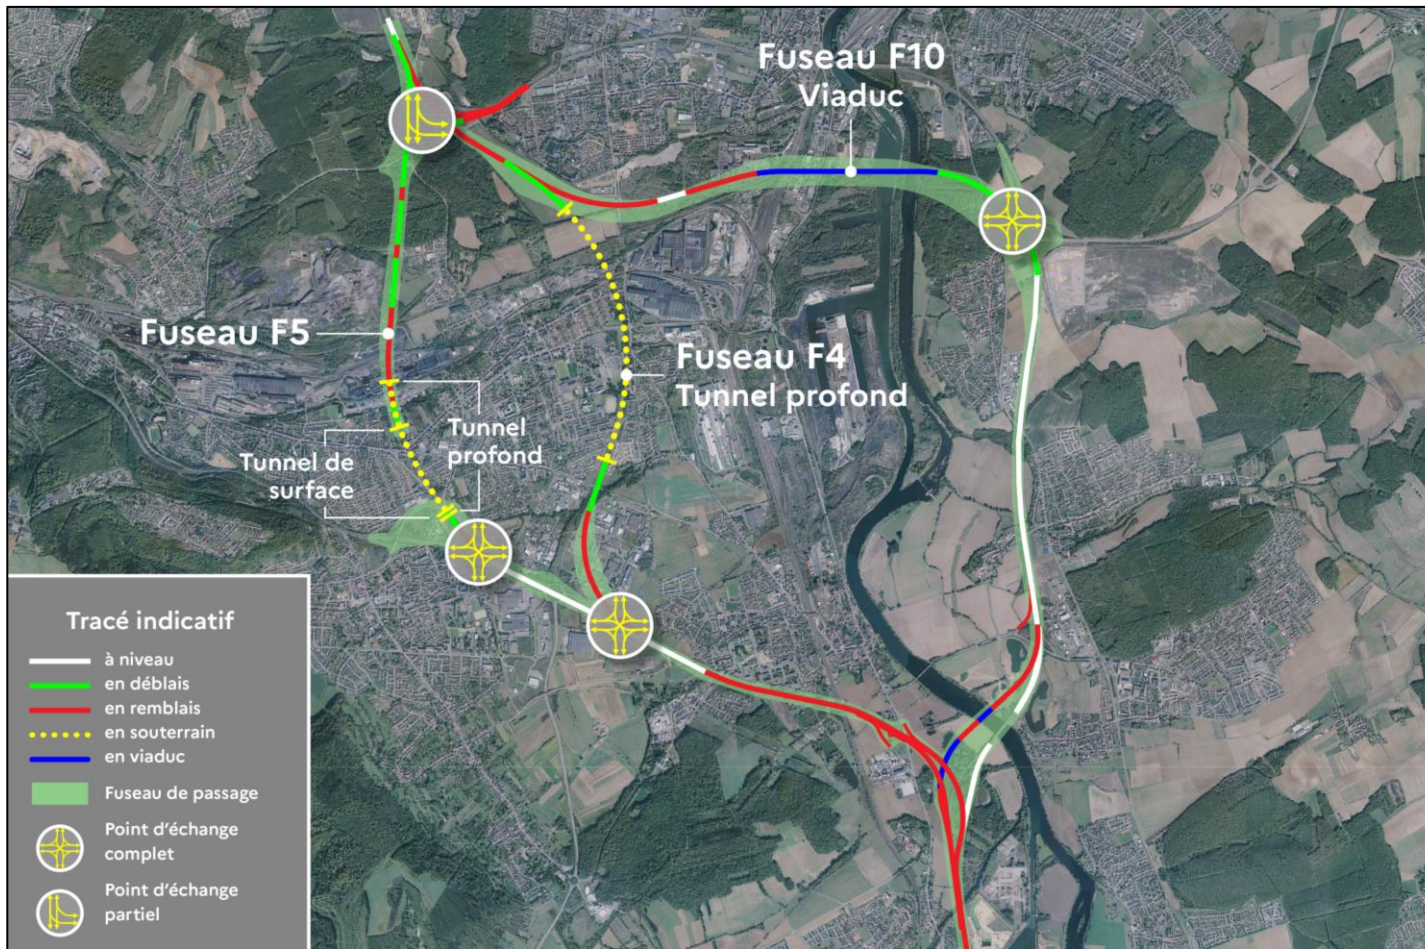 Fuseau F10
Viaduc
Fuseau F5
Fuseau F4
Tunnel profond
Tunnel
profond
Tunnel de
surface
Tracé indicatif
à niveau
en déblais
en remblais
en souterrain
en viaduc
Fuseau de passage
Point d'échange
complet
Point d'échange
partiel